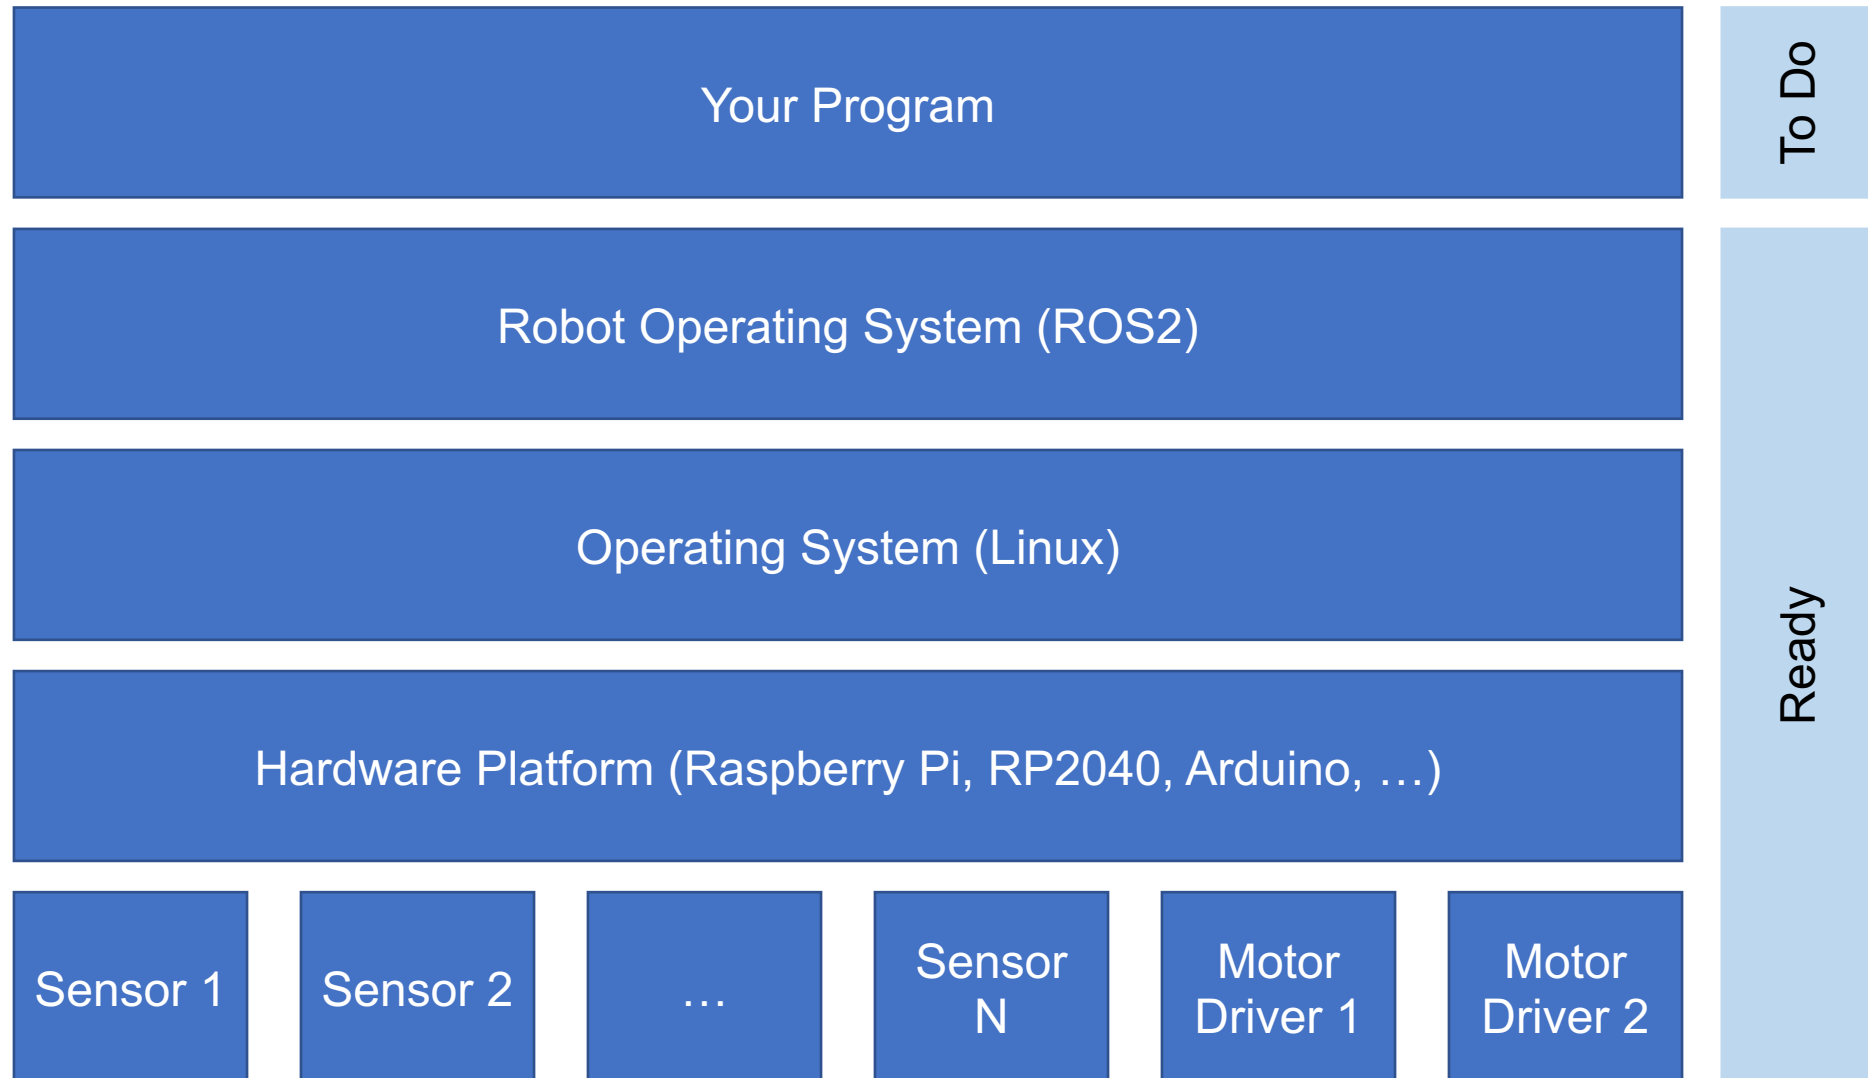 Your Program
To Do
Robot Operating System (ROS2)
Operating System (Linux)
Ready
Hardware Platform (Raspberry Pi, RP2040, Arduino, …)
Sensor 1
Sensor 2
…
Sensor
N
Motor
Driver 1
Motor
Driver 2